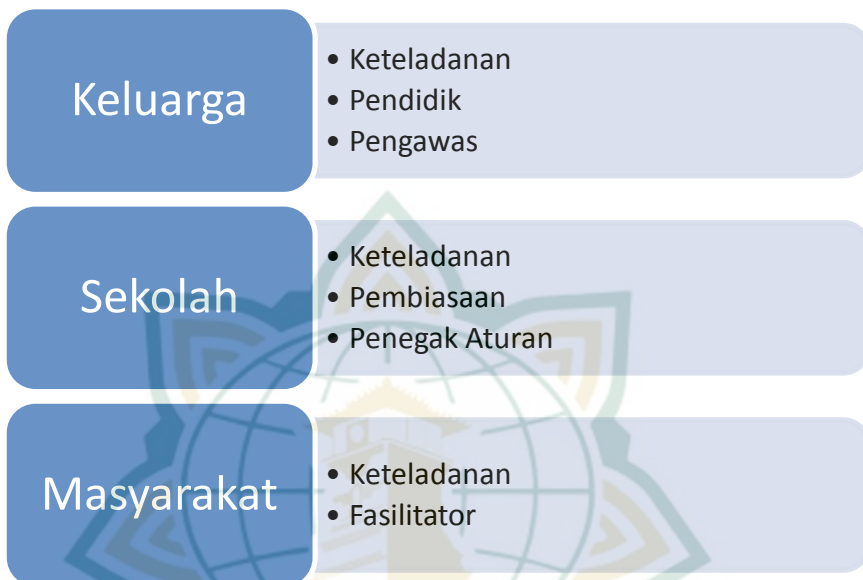 Keluarga
• Keteladanan
• Pendidik
• Pengawas
Sekolah
• Keteladanan
• Pembiasaan
• Penegak Aturan
Masyarakat
• Keteladanan
• Fasilitator